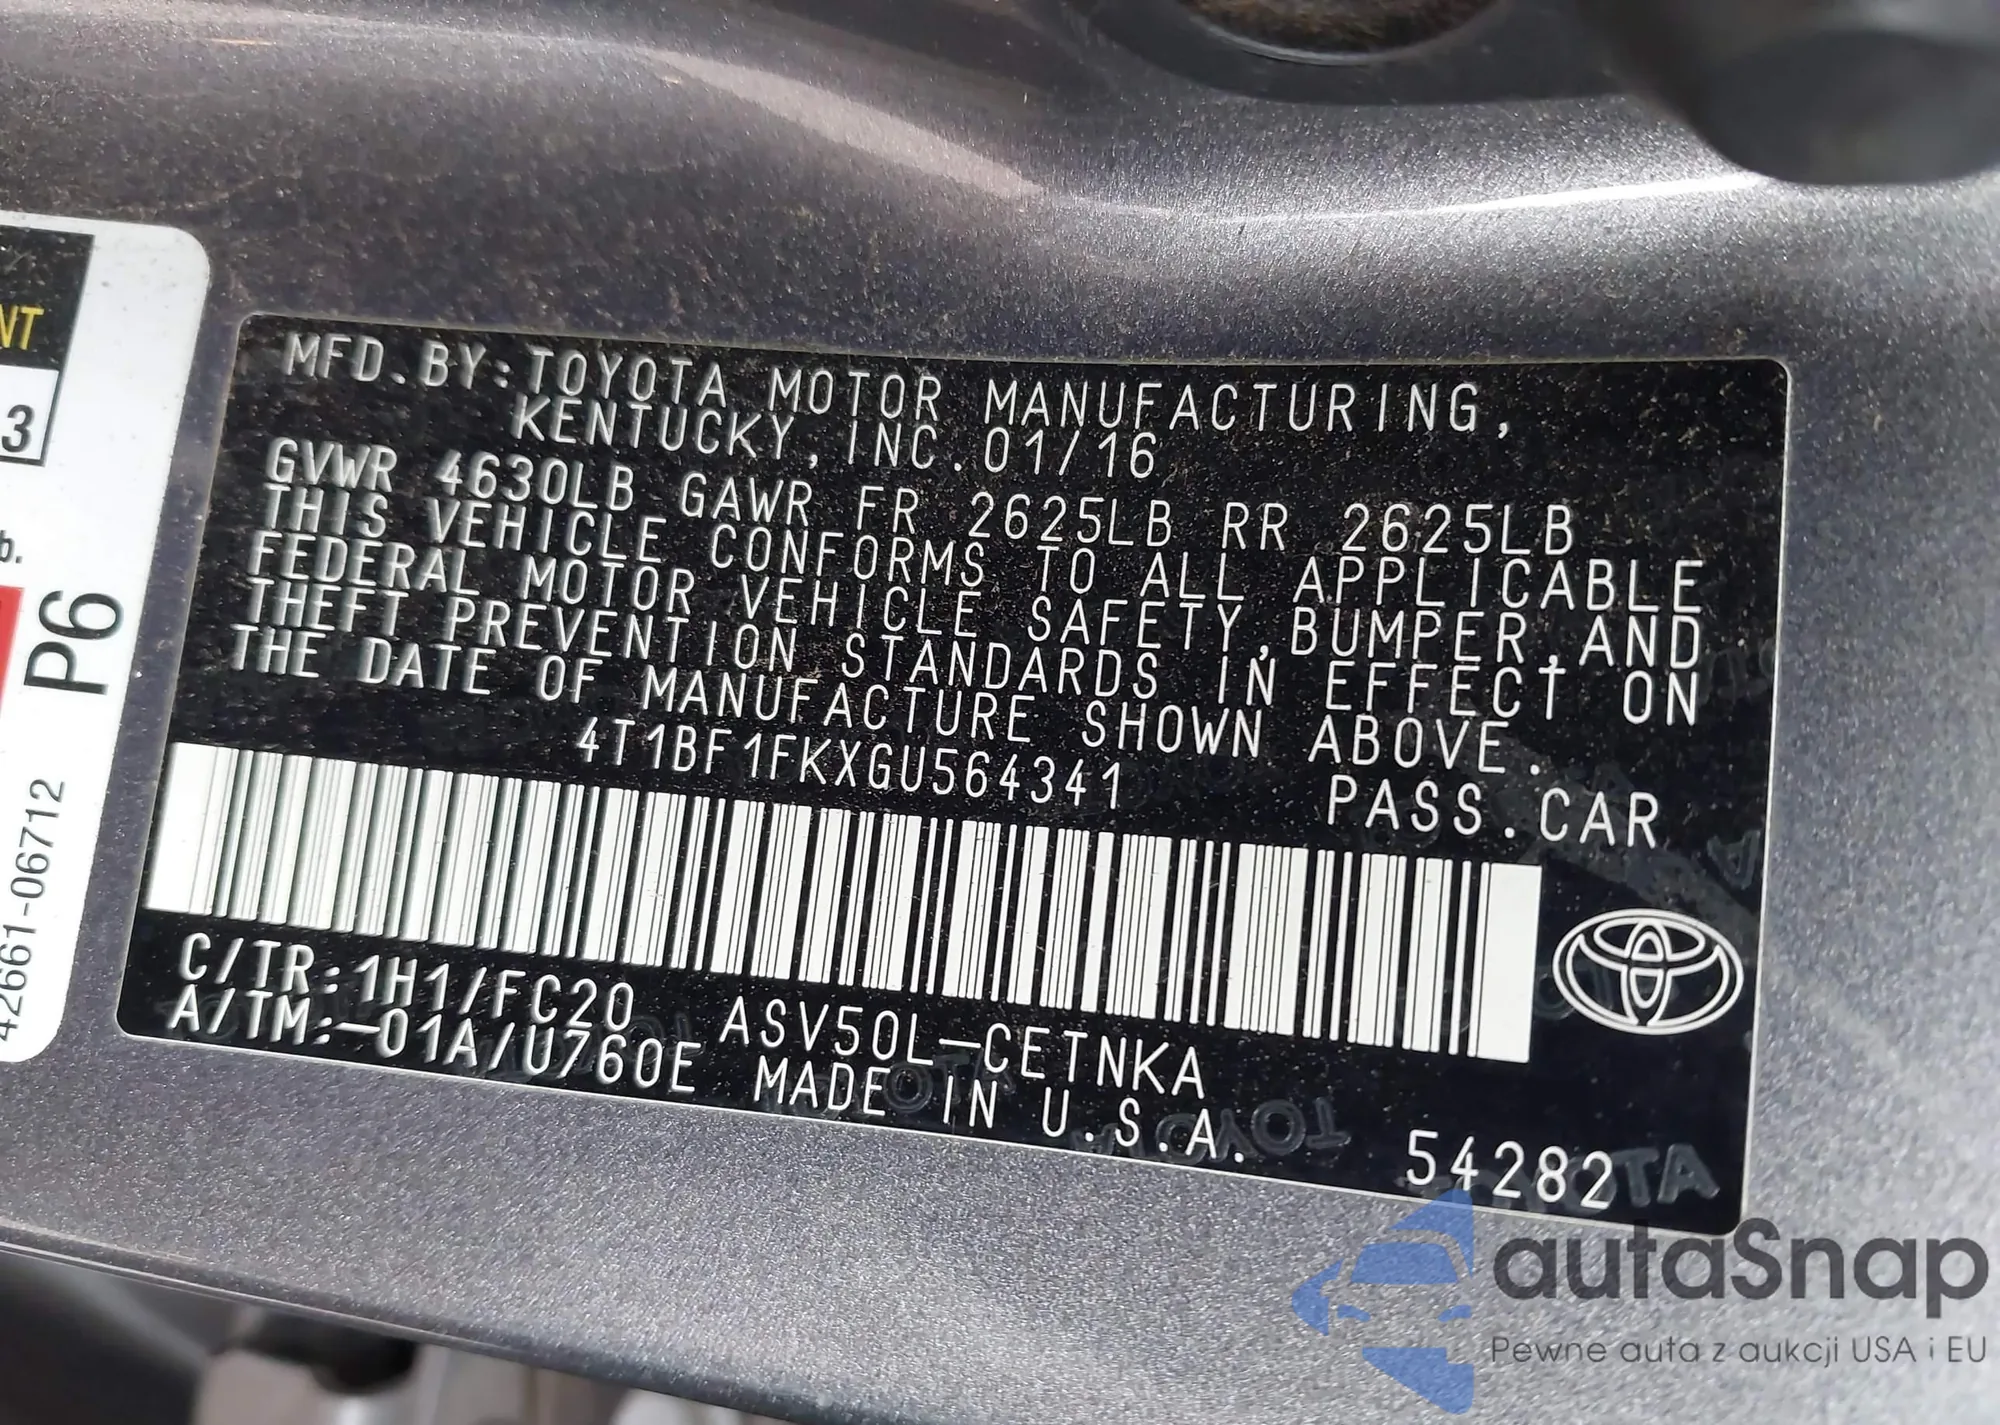 NT
3
P6
42661-06712
MFD. BY: TOYOTA MOTOR MANUFACTURING,
KENTUCKY, INC. 01/16
GVWR 4630LB GAWR FR 2625LB RR 2625LB
THIS VEHICLE CONFORMS TO ALL APPLICABLE
FEDERAL MOTOR VEHICLE SAFETY, BUMPER, AND
THEFT PREVENTION STANDARDS IN EFFECT ON
THE DATE OF MANUFACTURE SHOWN ABOVE.
4T1BF1FKXGU564341 PASS. CAR
C/TR: 1H1/FC20 ASV50L-CETNKA
A/TM: -01A/U760E MADE IN U.S.A.
54282
autaSnap
Pewne auta z aukcji USA i EU